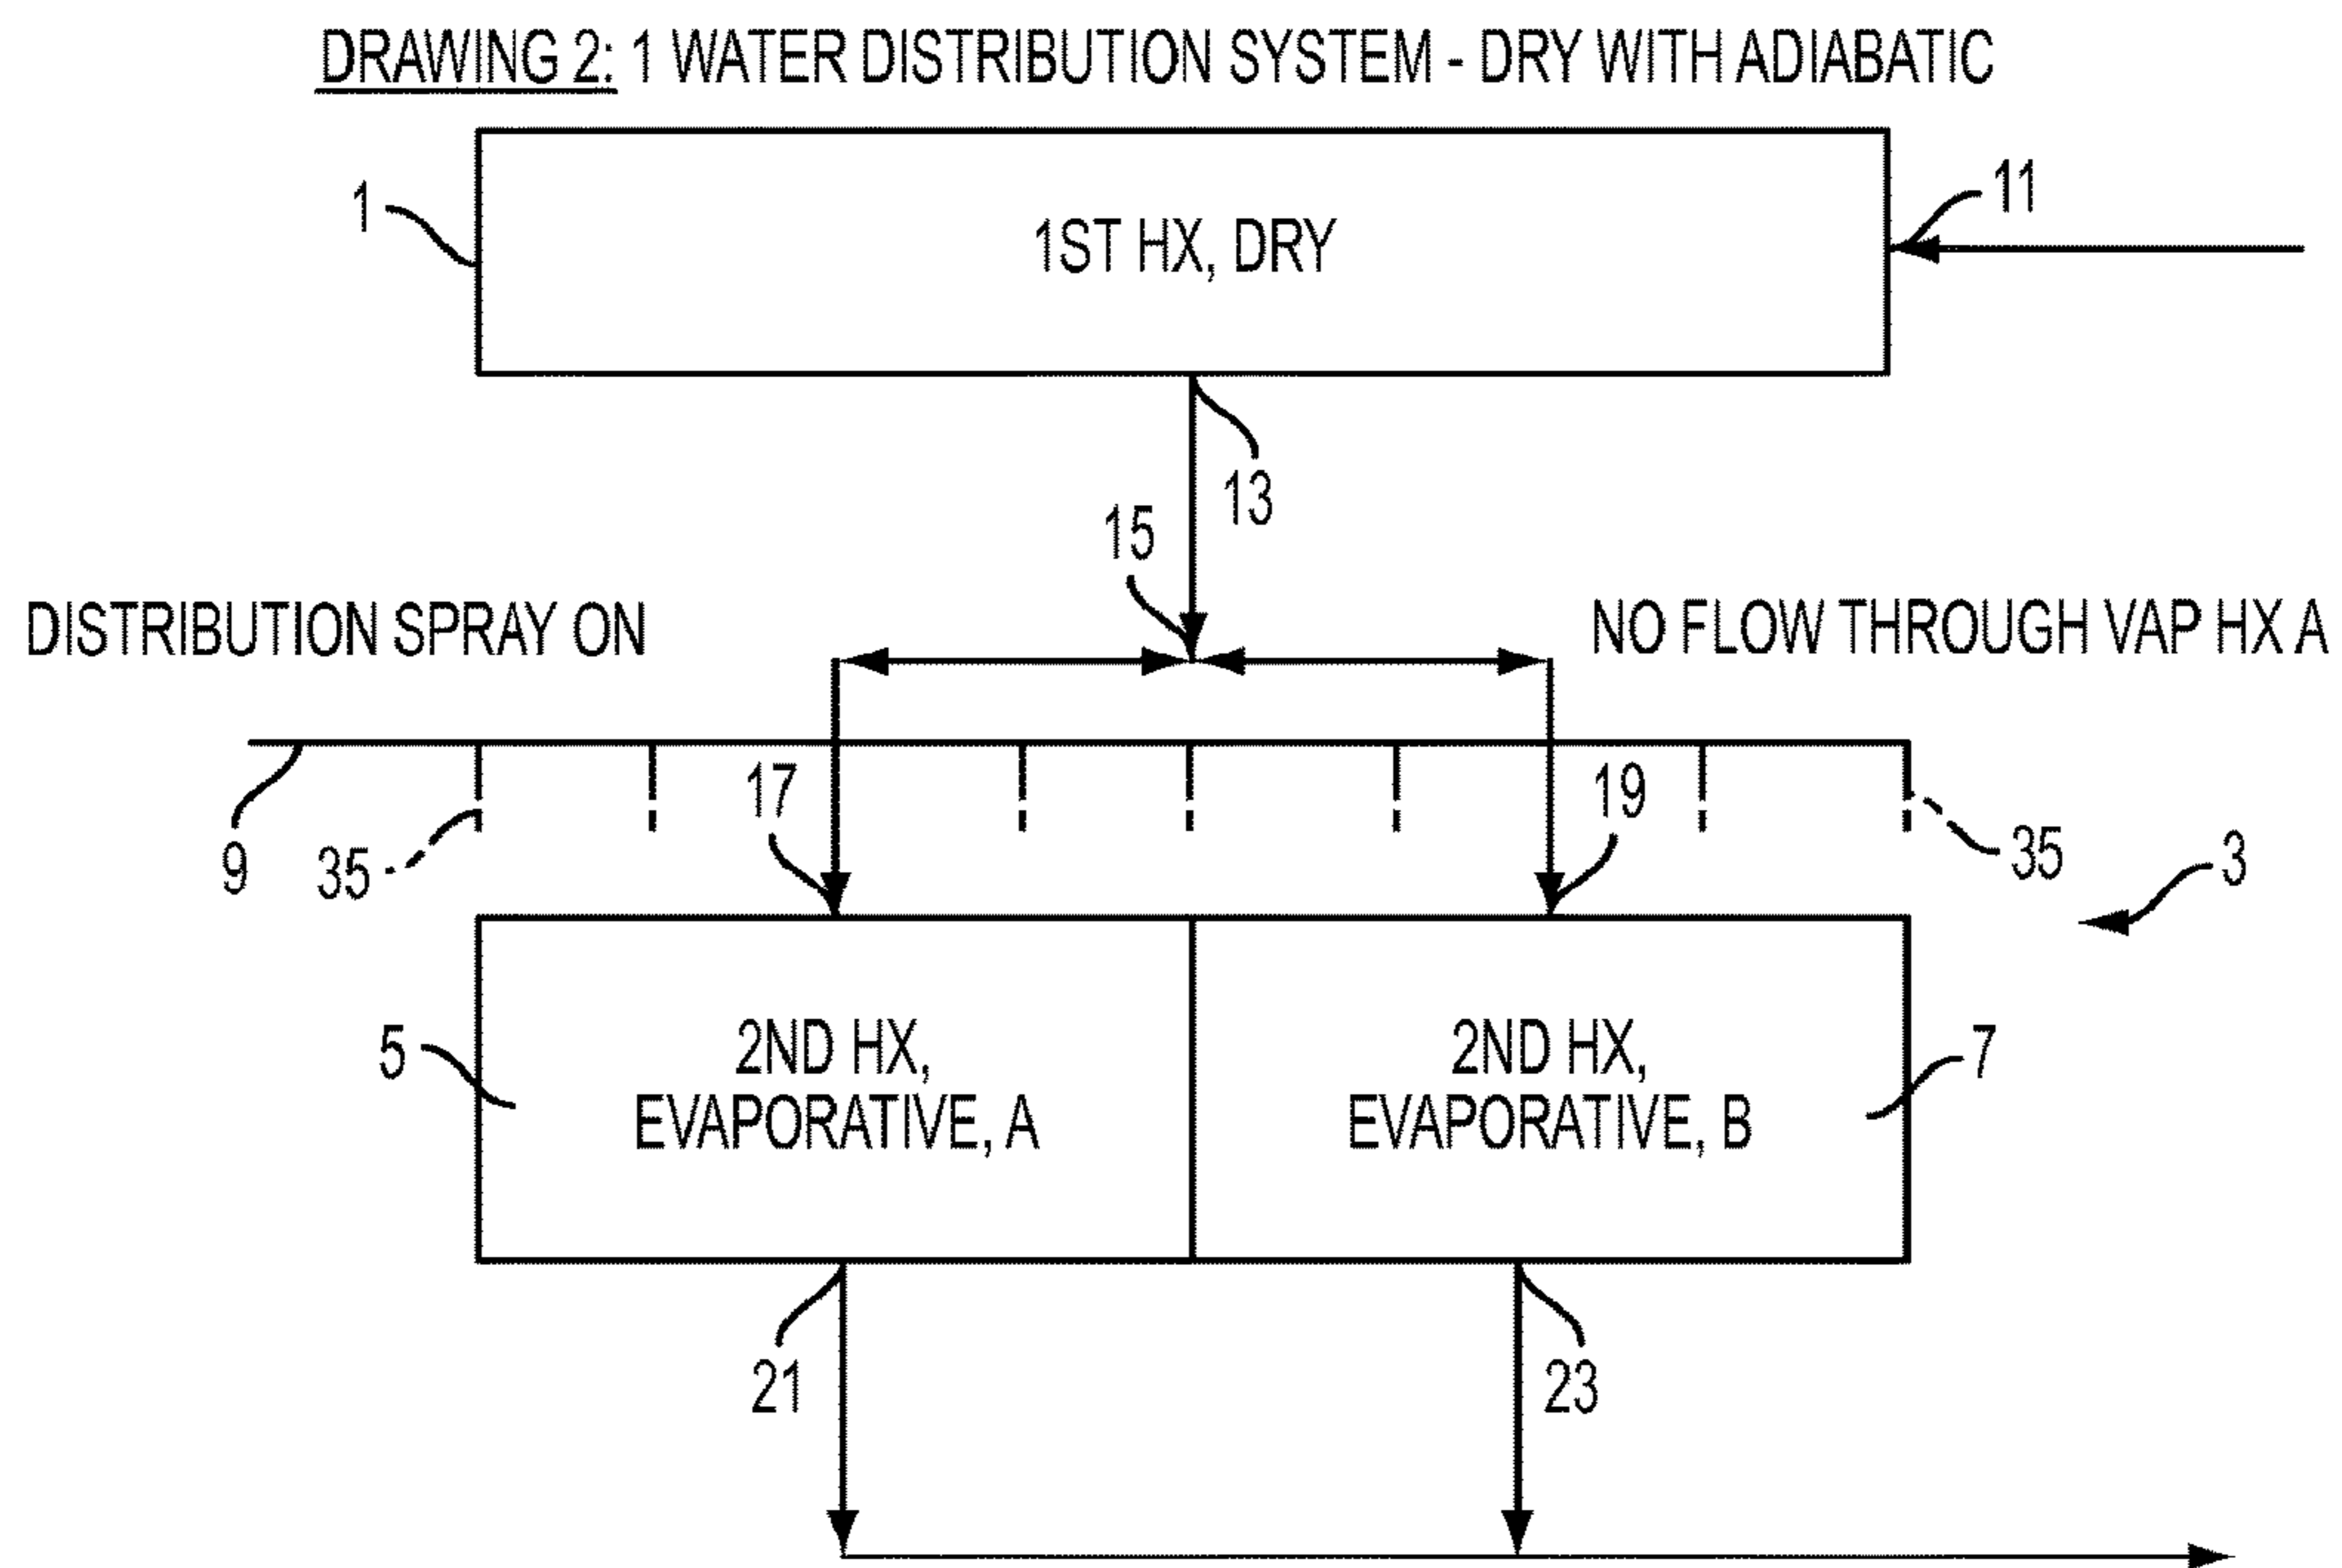 DRAWING 2: 1 WATER DISTRIBUTION SYSTEM - DRY WITH ADIABATIC
1
1ST HX, DRY
11
13
15
DISTRIBUTION SPRAY ON
NO FLOW THROUGH VAP HX A
17
19
9
35
35
3
5
2ND HX,
EVAPORATIVE, A
2ND HX,
EVAPORATIVE, B
7
21
23